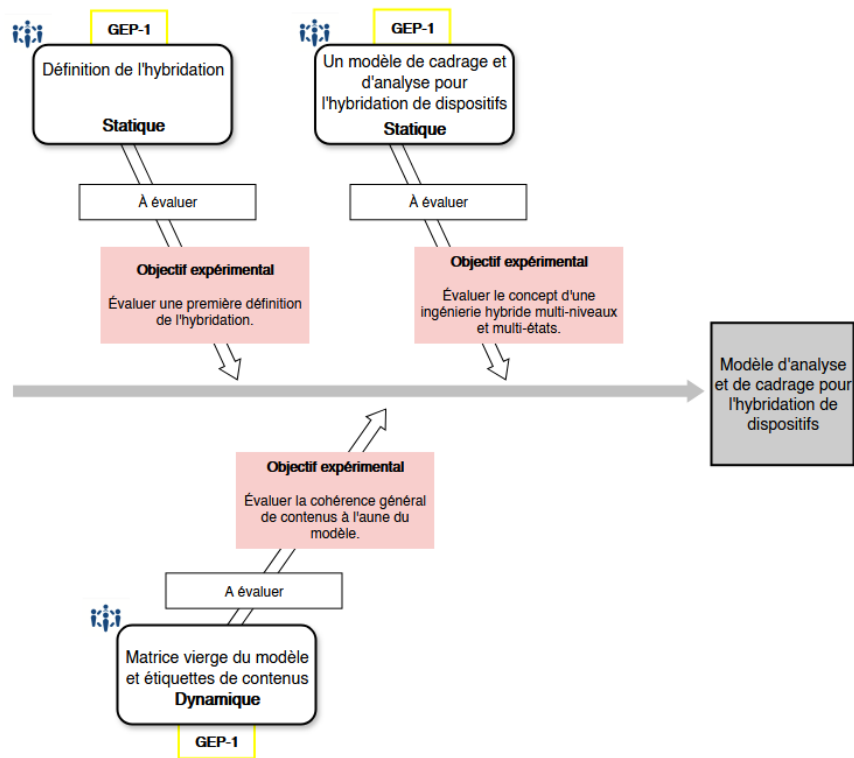 GEP-1
Définition de l'hybridation
Statique
À évaluer
Objectif expérimental
Évaluer une première définition
de l'hybridation.
GEP-1
Un modèle de cadrage et
d'analyse pour
l'hybridation de dispositifs
Statique
À évaluer
Objectif expérimental
Évaluer le concept d'une
ingénierie hybride multi-niveaux
et multi-états.
Modèle d'analyse
et de cadrage pour
l'hybridation de
dispositifs
Objectif expérimental
Évaluer la cohérence général
de contenus à l'aune du
modèle.
A évaluer
Matrice vierge du modèle
et étiquettes de contenus
Dynamique
GEP-1